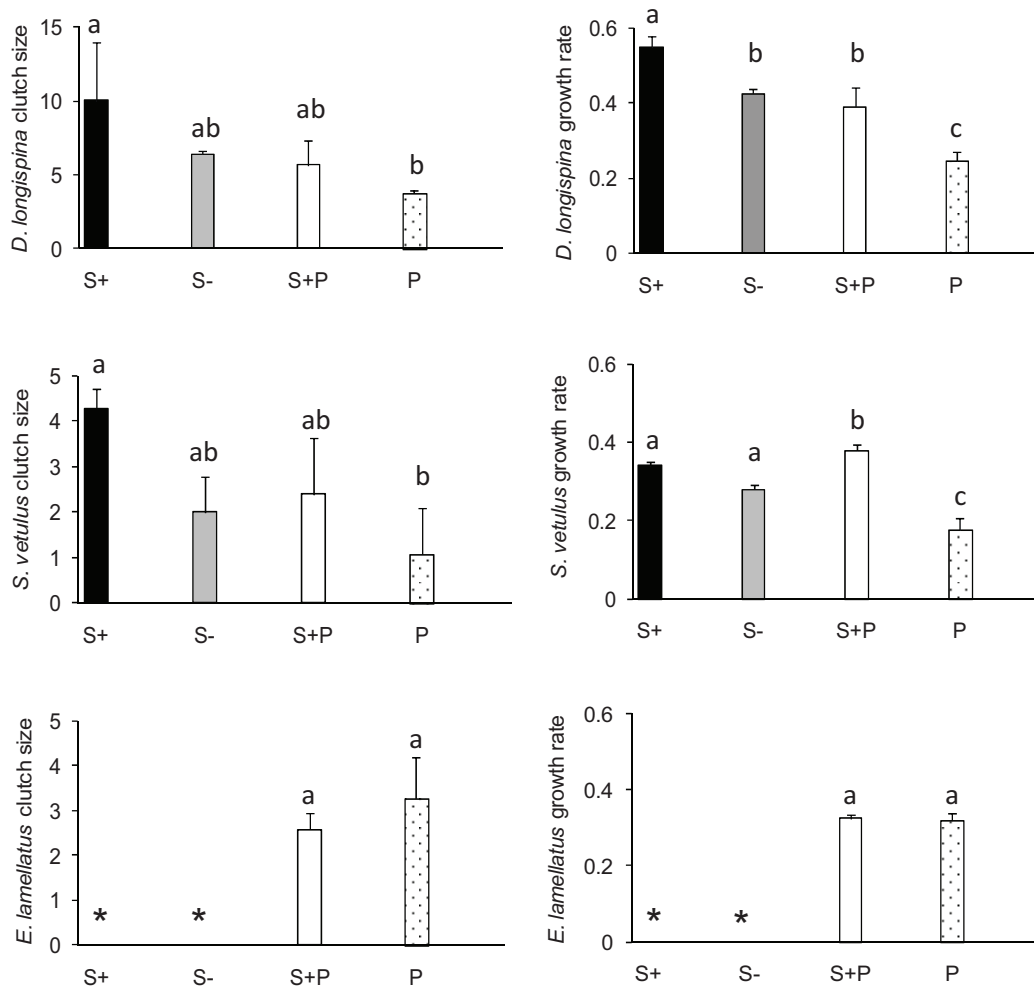 D. longispina clutch size
15
10
5
0
a
ab
ab
b
S+ S- S+P P
D. longispina growth rate
0.6
0.4
0.2
0
a
b
b
c
S+ S- S+P P
S. vetulus clutch size
5
4
3
2
1
0
a
ab
ab
b
S+ S- S+P P
S. vetulus growth rate
0.6
0.4
0.2
0
a
a
b
c
S+ S- S+P P
E. lamellatus clutch size
5
4
3
2
1
0
*
*
a
a
S+ S- S+P P
E. lamellatus growth rate
0.6
0.4
0.2
0
*
*
a
a
S+ S- S+P P